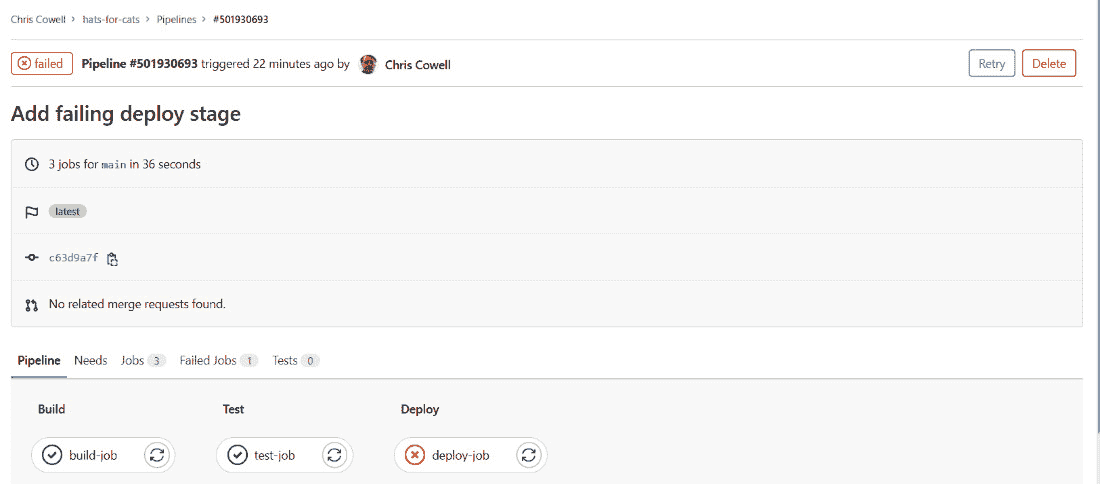 Chris Cowell > hats-for-cats > Pipelines > #501930693
failed Pipeline #501930693 triggered 22 minutes ago by Chris Cowell Retry Delete
Add failing deploy stage
3 jobs for main in 36 seconds
latest
c63d9a7f
No related merge requests found.
Pipeline Needs Jobs 3 Failed Jobs 1 Tests 0
Build Test Deploy
build-job test-job deploy-job